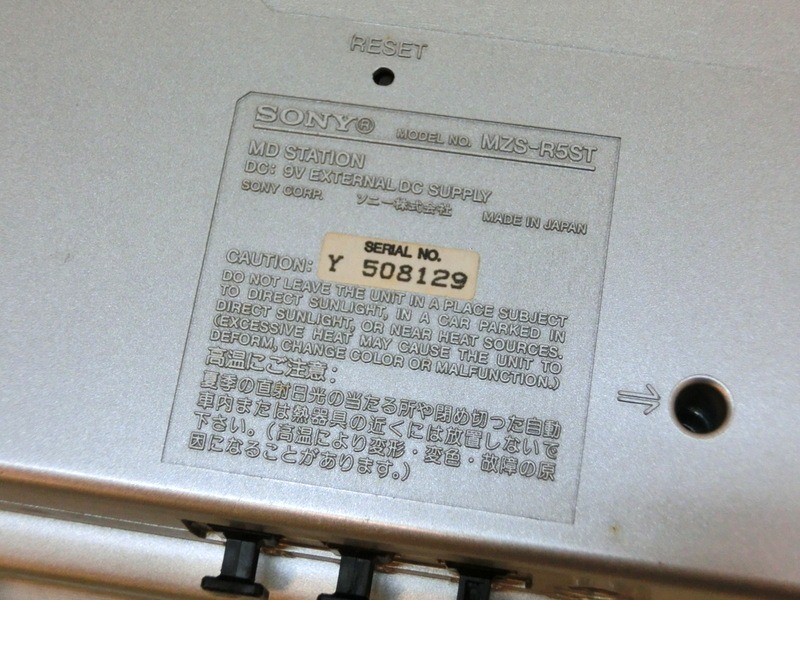 RESET
SONY® MODEL NO. MZS-R5ST
MD STATION
DC: 9V EXTERNAL DC SUPPLY
SONY CORP. ソニー株式会社 MADE IN JAPAN
SERIAL NO.
Y 508129
CAUTION:
DO NOT LEAVE THE UNIT IN A PLACE SUBJECT
TO DIRECT SUNLIGHT, IN A CAR PARKED IN
DIRECT SUNLIGHT, OR NEAR HEAT SOURCES.
(EXCESSIVE HEAT MAY CAUSE THE UNIT TO
DEFORM, CHANGE COLOR OR MALFUNCTION.)
高温にご注意:
夏季の直射日光の当たる所や閉め切った自動
車内または熱器具の近くには放置しないで
下さい。(高温により変形・変色・故障の原
因になることがあります。)